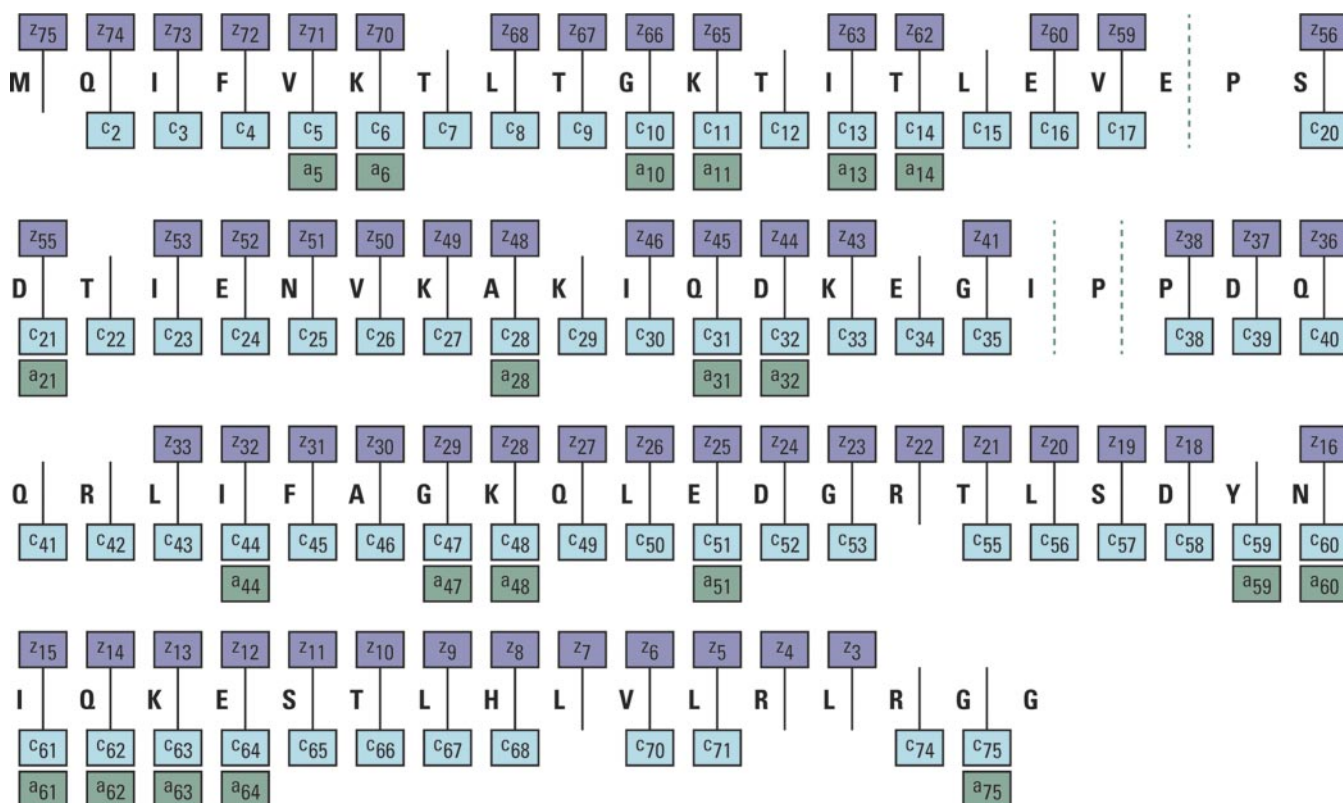 z75 z74 z73 z72 z71 z70 z68 z67 z66 z65 z63 z62 z60 z59 z56
M Q I F V K T L T G K T I T L E V E P S
c2 c3 c4 c5 c6 c7 c8 c9 c10 c11 c12 c13 c14 c15 c16 c17 c20
a5 a6 a10 a11 a13 a14
z55 z53 z52 z51 z50 z49 z48 z46 z45 z44 z43 z41 z38 z37 z36
D T I E N V K A K I Q D K E G I P P D Q
c21 c22 c23 c24 c25 c26 c27 c28 c29 c30 c31 c32 c33 c34 c35 c38 c39 c40
a21 a28 a31 a32
z33 z32 z31 z30 z29 z28 z27 z26 z25 z24 z23 z22 z21 z20 z19 z18 z16
Q R L I F A G K Q L E D G R T L S D Y N
c41 c42 c43 c44 c45 c46 c47 c48 c49 c50 c51 c52 c53 c55 c56 c57 c58 c59 c60
a44 a47 a48 a51 a59 a60
z15 z14 z13 z12 z11 z10 z9 z8 z7 z6 z5 z4 z3
I Q K E S T L H L V L R L R G G
c61 c62 c63 c64 c65 c66 c67 c68 c70 c71 c74 c75
a61 a62 a63 a64 a75